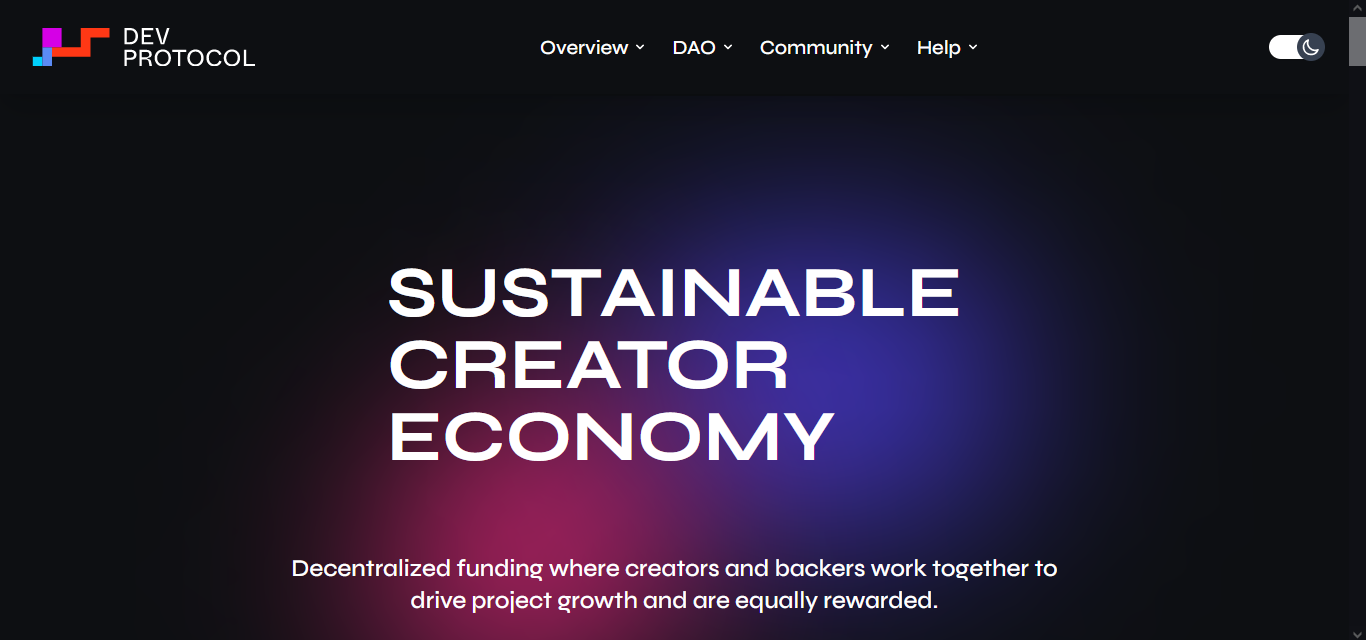 DEV
PROTOCOL
Overview
DAO
Community
Help
SUSTAINABLE
CREATOR
ECONOMY
Decentralized funding where creators and backers work together to
drive project growth and are equally rewarded.